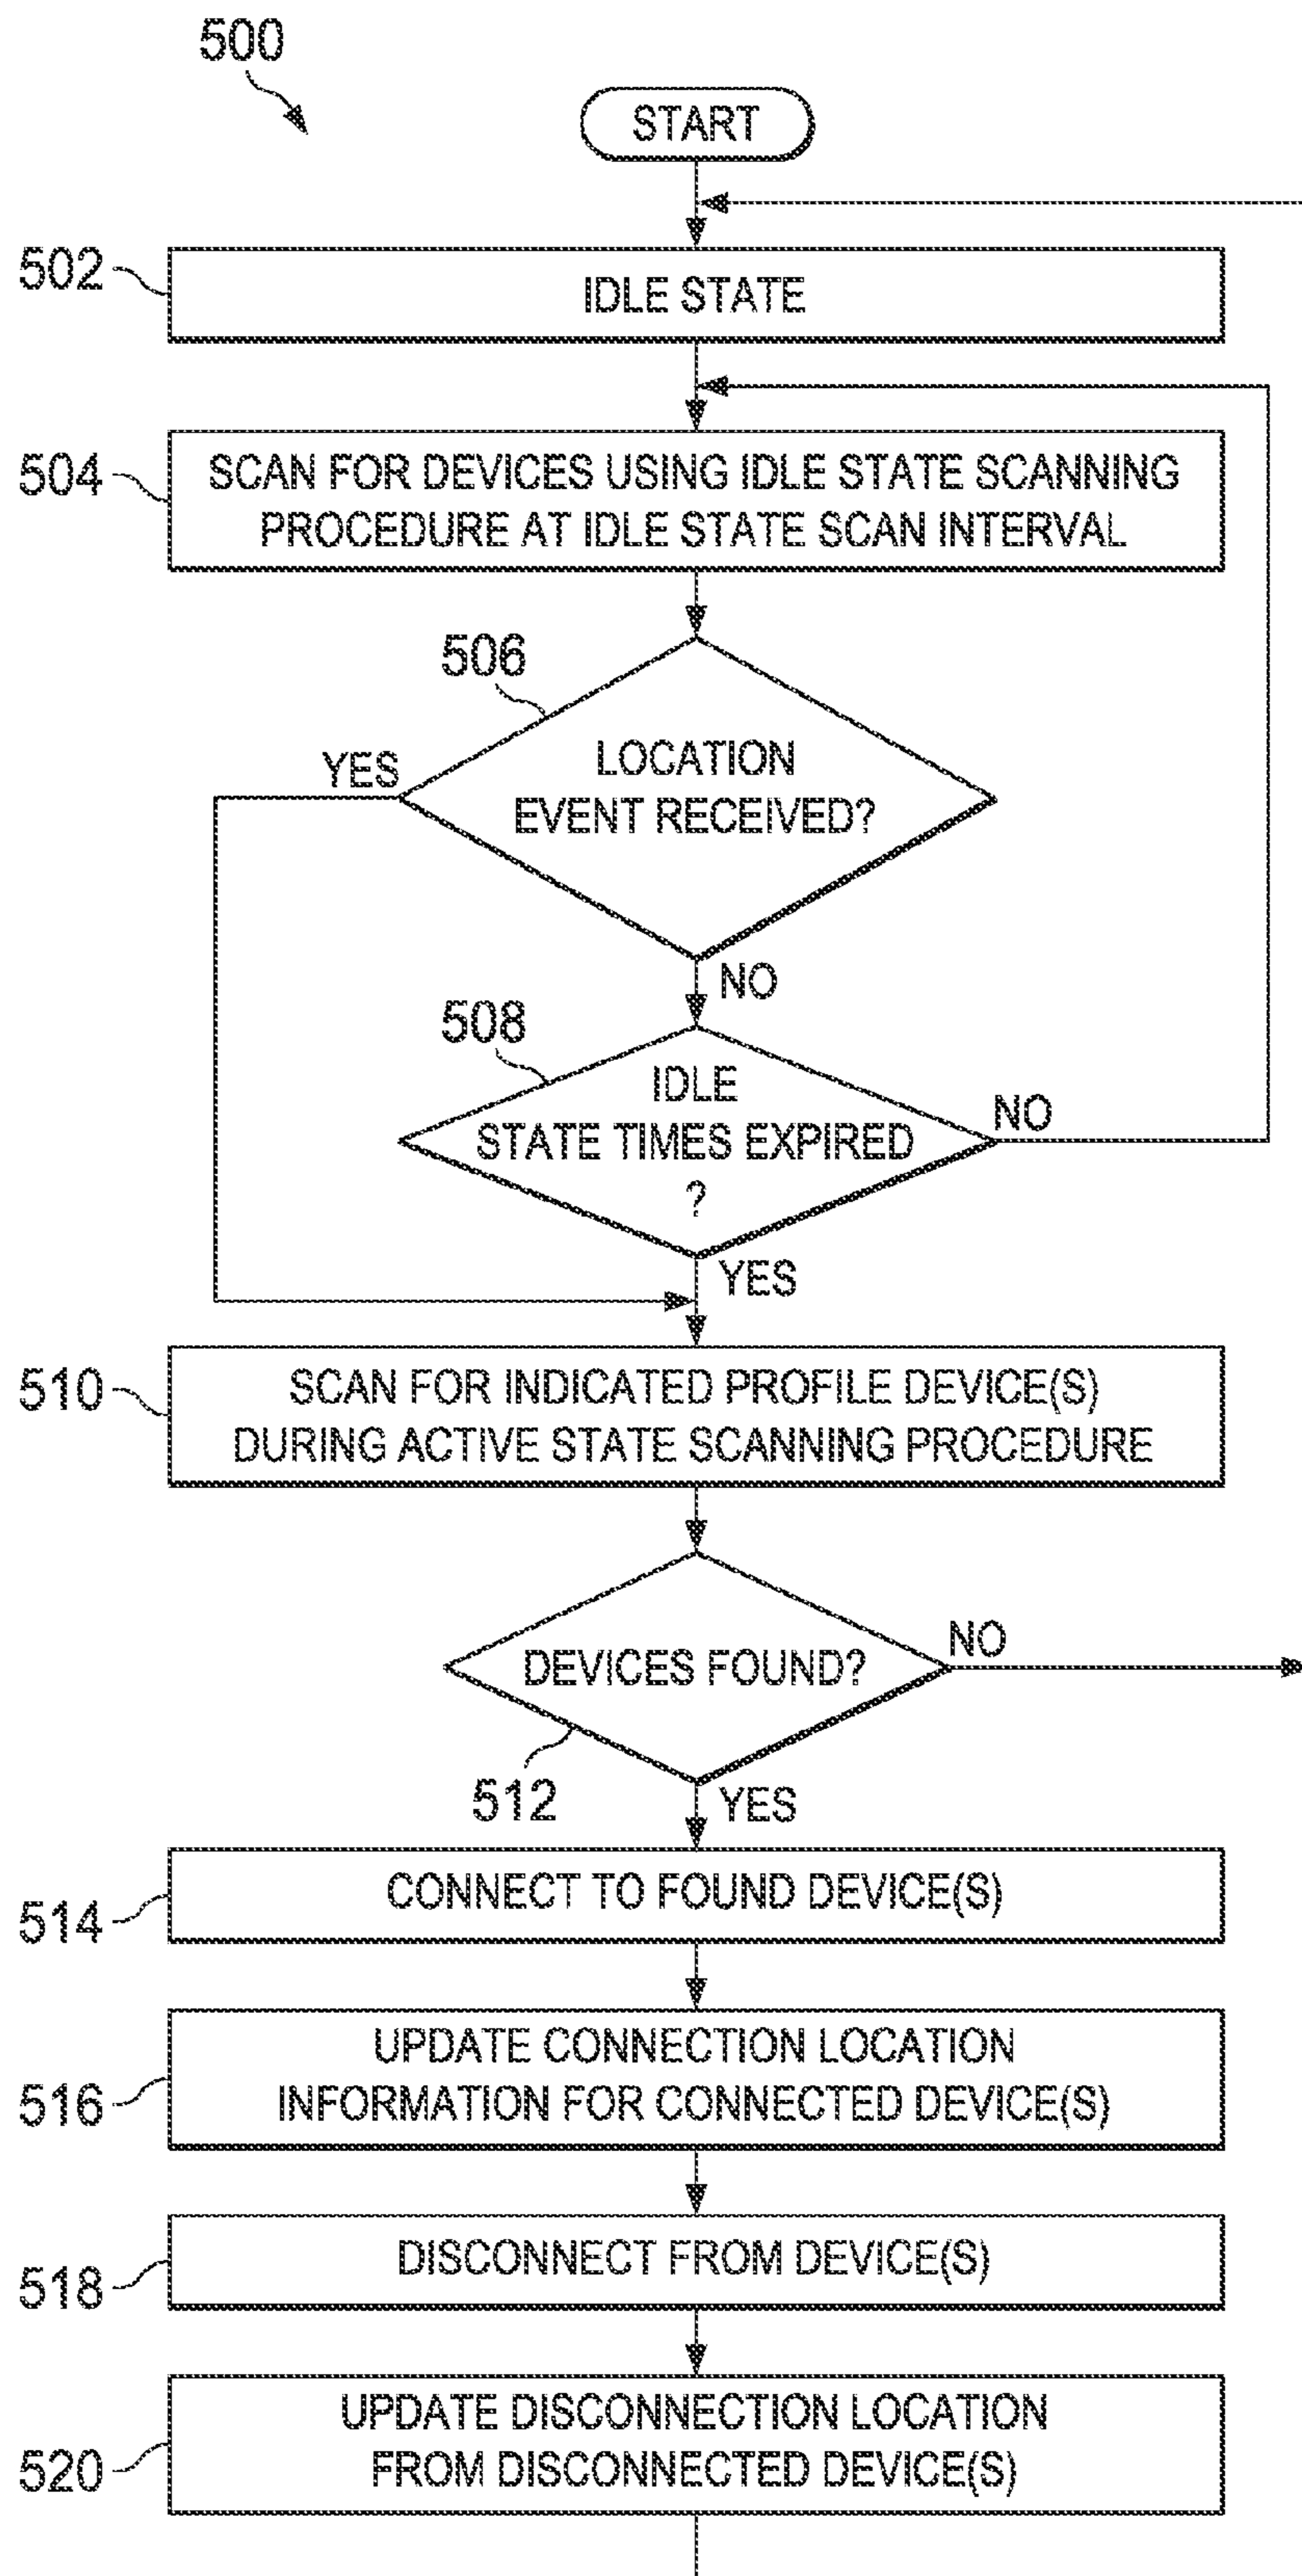 500
START
502
IDLE STATE
504
SCAN FOR DEVICES USING IDLE STATE SCANNING
PROCEDURE AT IDLE STATE SCAN INTERVAL
506
YES
LOCATION
EVENT RECEIVED?
NO
508
IDLE
STATE TIMES EXPIRED
?
NO
YES
510
SCAN FOR INDICATED PROFILE DEVICE(S)
DURING ACTIVE STATE SCANNING PROCEDURE
DEVICES FOUND?
NO
512
YES
514
CONNECT TO FOUND DEVICE(S)
516
UPDATE CONNECTION LOCATION
INFORMATION FOR CONNECTED DEVICE(S)
518
DISCONNECT FROM DEVICE(S)
520
UPDATE DISCONNECTION LOCATION
FROM DISCONNECTED DEVICE(S)